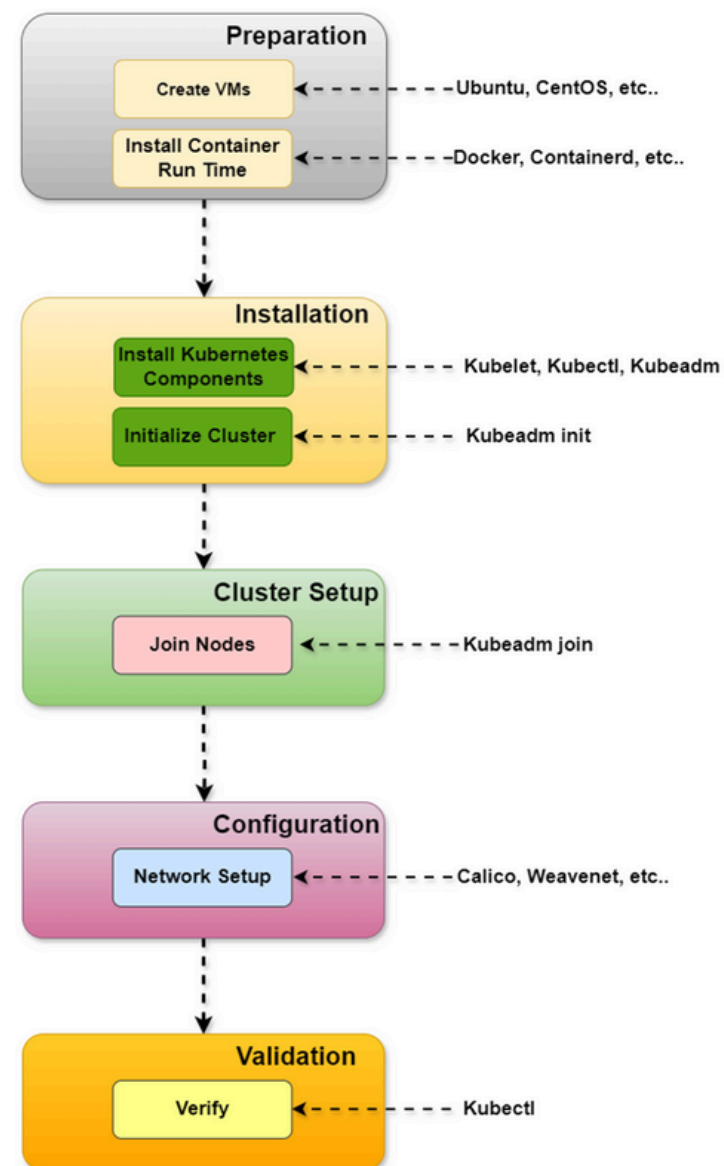 Preparation
Create VMs
Ubuntu, CentOS, etc..
Install Container
Run Time
Docker, Containerd, etc..
Installation
Install Kubernetes
Components
Kubelet, Kubectl, Kubeadm
Initialize Cluster
Kubeadm init
Cluster Setup
Join Nodes
Kubeadm join
Configuration
Network Setup
Calico, Weavenet, etc..
Validation
Verify
Kubectl